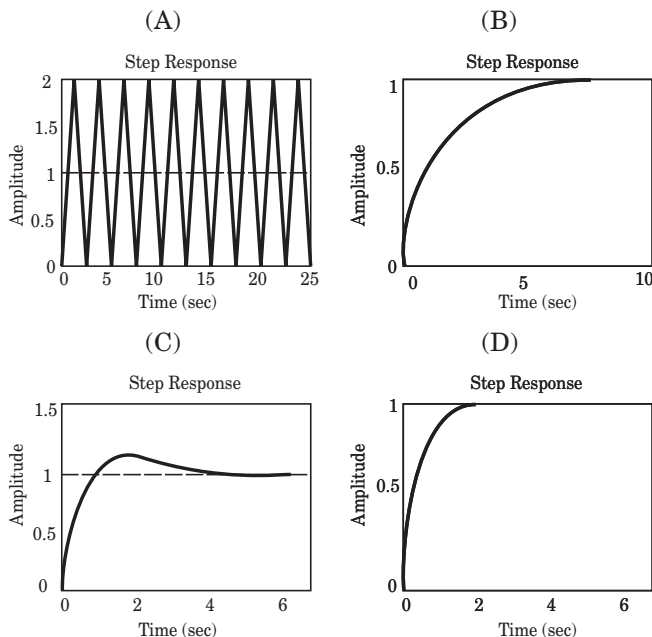 (A)
Step Response
2
1.5
1
0.5
0
Amplitude
0 5 10 15 20 25
Time (sec)
(B)
Step Response
1
0.5
0
Amplitude
0 5 10
Time (sec)
(C)
Step Response
1.5
1
0.5
0
Amplitude
0 2 4 6
Time (sec)
(D)
Step Response
1
0.5
0
Amplitude
0 2 4 6
Time (sec)